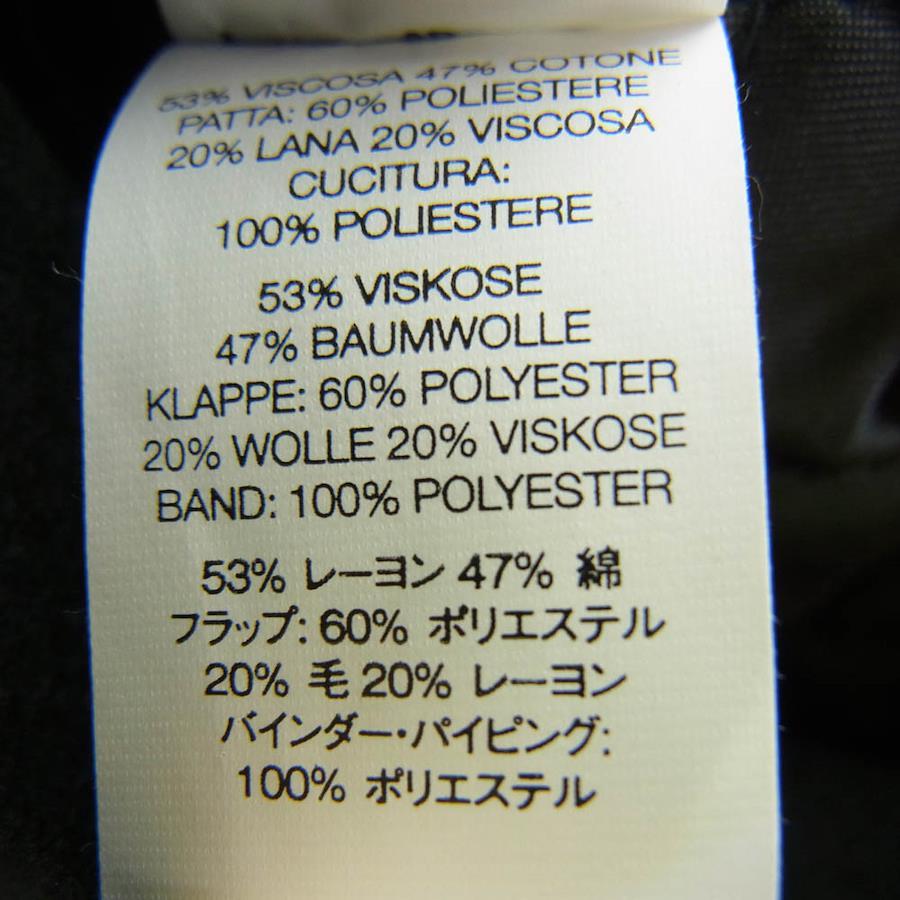 53% VISCOSA 47% COTONE
PATTA: 60% POLIESTERE
20% LANA 20% VISCOSA
CUCITURA:
100% POLIESTERE
53% VISKOSE
47% BAUMWOLLE
KLAPPE: 60% POLYESTER
20% WOLLE 20% VISKOSE
BAND: 100% POLYESTER
53% レーヨン 47% 綿
フラップ: 60% ポリエステル
20% 毛 20% レーヨン
バインダー・パイピング:
100% ポリエステル